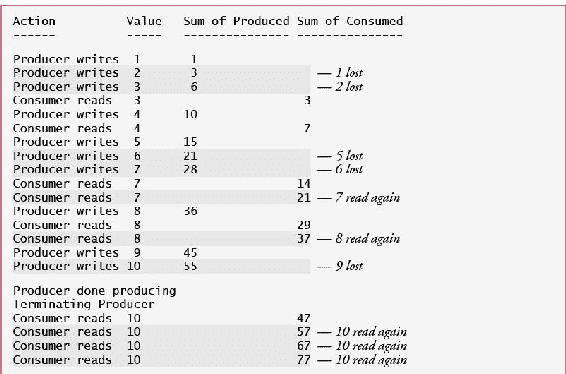 Action Value Sum of Produced Sum of Consumed
------ ----- --------------- ---------------
Producer writes 1 1
Producer writes 2 3 — 1 lost
Producer writes 3 6 — 2 lost
Consumer reads 3 3
Producer writes 4 10
Consumer reads 4 7
Producer writes 5 15
Producer writes 6 21 — 5 lost
Producer writes 7 28 — 6 lost
Consumer reads 7 14
Consumer reads 7 21 — 7 read again
Producer writes 8 36
Consumer reads 8 29
Consumer reads 8 37 — 8 read again
Producer writes 9 45
Producer writes 10 55 — 9 lost
Producer done producing
Terminating Producer
Consumer reads 10 47
Consumer reads 10 57 — 10 read again
Consumer reads 10 67 — 10 read again
Consumer reads 10 77 — 10 read again